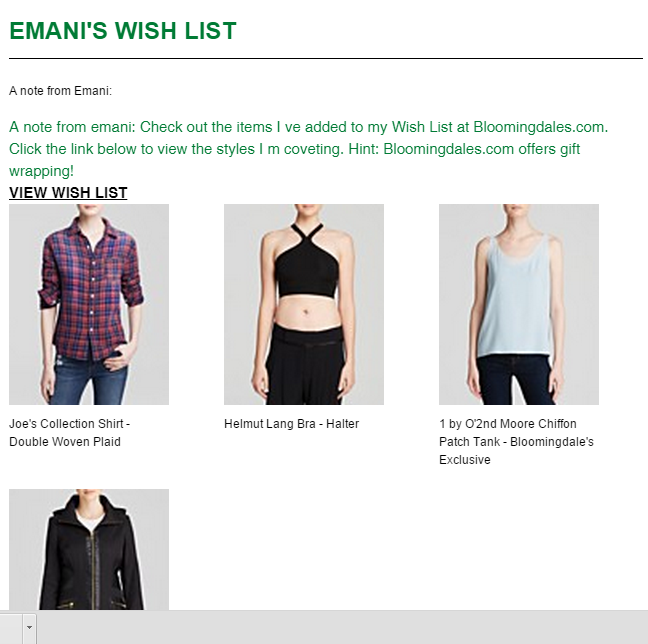 EMANI'S WISH LIST
A note from Emani:
A note from emani: Check out the items I ve added to my Wish List at Bloomingdales.com.
Click the link below to view the styles I m coveting. Hint: Bloomingdales.com offers gift
wrapping!
VIEW WISH LIST
Joe's Collection Shirt -
Double Woven Plaid
Helmut Lang Bra - Halter
1 by O'2nd Moore Chiffon
Patch Tank - Bloomingdale's
Exclusive